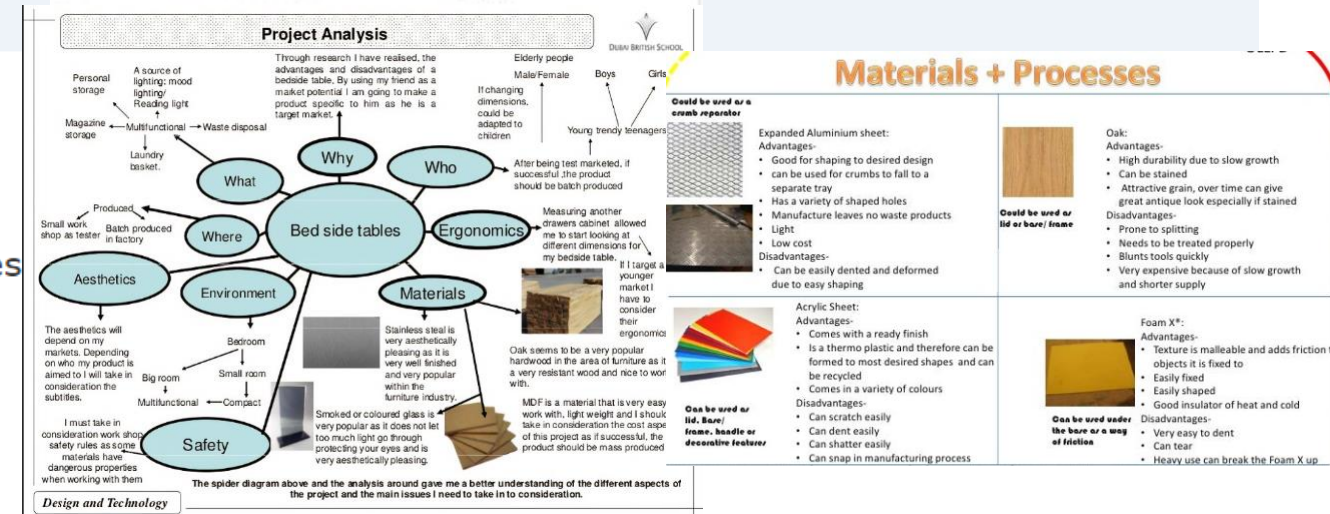 Project Analysis
DUBAI BRITISH SCHOOL
Personal
storage
A source of
lighting: mood
lighting/
Reading light
Magazine
storage
Multifunctional
Waste disposal
Laundry
basket.
Through research I have realised, the
advantages and disadvantages of a
bedside table. By using my friend as a
market potential I am going to make a
product specific to him as he is a
target market.
Elderly people
Male/Female
Boys
Girls
If changing
dimensions,
could be
adapted to
children
Young trendy teenagers
After being test marketed, if
successful ,the product
should be batch produced
Why
Who
What
Where
Bed side tables
Ergonomics
Aesthetics
Environment
Materials
Safety
Produced
Small work
shop as tester
Batch produced
in factory
Measuring another
drawers cabinet allowed
me to start looking at
different dimensions for
my bedside table.
If I target a
younger
market I
have to
consider
their
ergonomics
The aesthetics will
depend on my
markets. Depending
on who my product is
aimed to I will take in
consideration the
subtitles.
Bedroom
Big room
Small room
Multifunctional
Compact
Stainless steal is
very aesthetically
pleasing as it is
very well finished
and very popular
within the
furniture industry.
Oak seems to be a very popular
hardwood in the area of furniture as it
a very resistant wood and nice to wor
with.
Smoked or coloured glass is
very popular as it does not let
too much light go through
protecting your eyes and is
very aesthetically pleasing.
MDF is a material that is very easy
work with, light weight and I shoul
take in consideration the cost aspe
of this project as if successful, the
product should be mass produced
I must take in
consideration work shop
safety rules as some
materials have
dangerous properties
when working with them
The spider diagram above and the analysis around gave me a better understanding of the different aspects of
the project and the main issues I need to take in to consideration.
Design and Technology
es
Materials + Processes
Could be used as a
crumb separator
Expanded Aluminium sheet:
Advantages-
• Good for shaping to desired design
• can be used for crumbs to fall to a
separate tray
• Has a variety of shaped holes
• Manufacture leaves no waste products
• Light
• Low cost
Disadvantages-
• Can be easily dented and deformed
due to easy shaping
Could be used as
lid or base/ frame
Oak:
Advantages-
• High durability due to slow growth
• Can be stained
• Attractive grain, over time can give
great antique look especially if stained
Disadvantages-
• Prone to splitting
• Needs to be treated properly
• Blunts tools quickly
• Very expensive because of slow growth
and shorter supply
Can be used as
lid, Base/
frame, handle or
decorative features
Acrylic Sheet:
Advantages-
• Comes with a ready finish
• Is a thermo plastic and therefore can be
formed to most desired shapes and can
be recycled
• Comes in a variety of colours
Disadvantages-
• Can scratch easily
• Can dent easily
• Can shatter easily
• Can snap in manufacturing process
Can be used under
the base as a way
of friction
Foam X®:
Advantages-
• Texture is malleable and adds friction t
objects it is fixed to
• Easily fixed
• Easily shaped
• Good insulator of heat and cold
Disadvantages-
• Very easy to dent
Can tear
• Heavy use can break the Foam X up